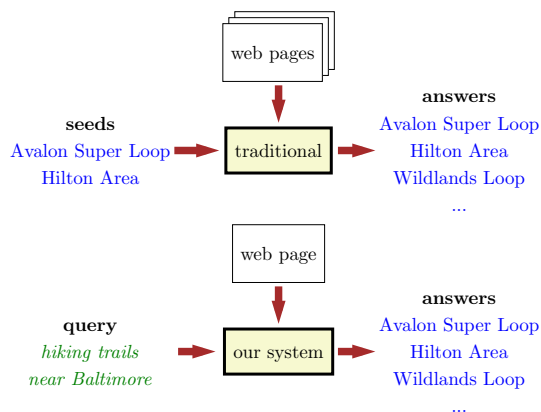 web pages
seeds
Avalon Super Loop
Hilton Area
traditional
answers
Avalon Super Loop
Hilton Area
Wildlands Loop
...
web page
query
hiking trails
near Baltimore
our system
answers
Avalon Super Loop
Hilton Area
Wildlands Loop
...